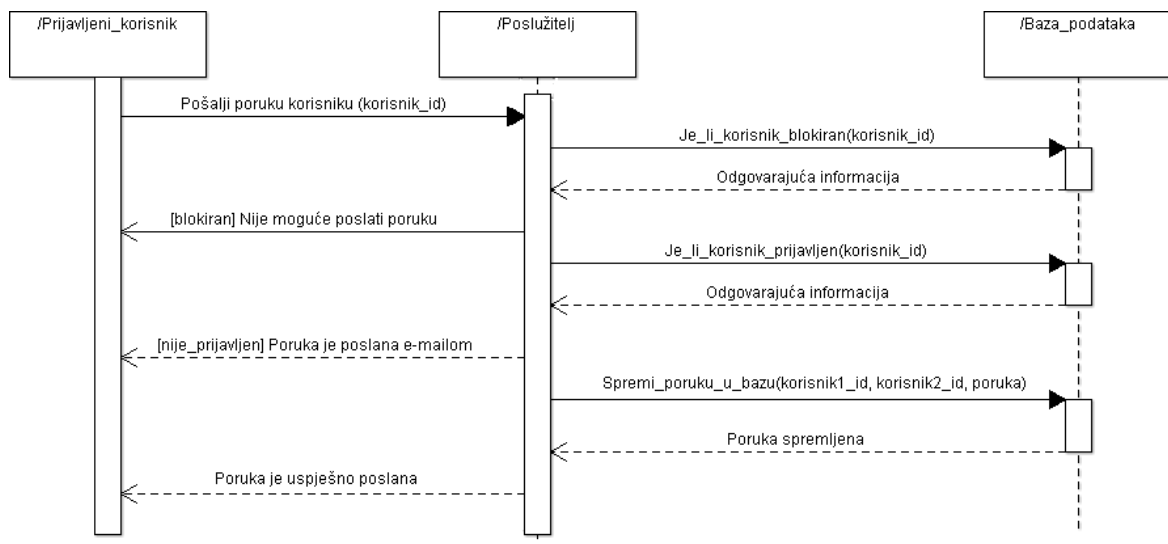 /Prijavljeni_korisnik
/Poslužitelj
/Baza_podataka
Pošalji poruku korisniku (korisnik_id)
Je_li_korisnik_blokiran(korisnik_id)
Odgovarajuća informacija
[blokiran] Nije moguće poslati poruku
Je_li_korisnik_prijavljen(korisnik_id)
Odgovarajuća informacija
[nije_prijavljen] Poruka je poslana e-mailom
Spremi_poruku_u_bazu(korisnik1_id, korisnik2_id, poruka)
Poruka spremljena
Poruka je uspješno poslana